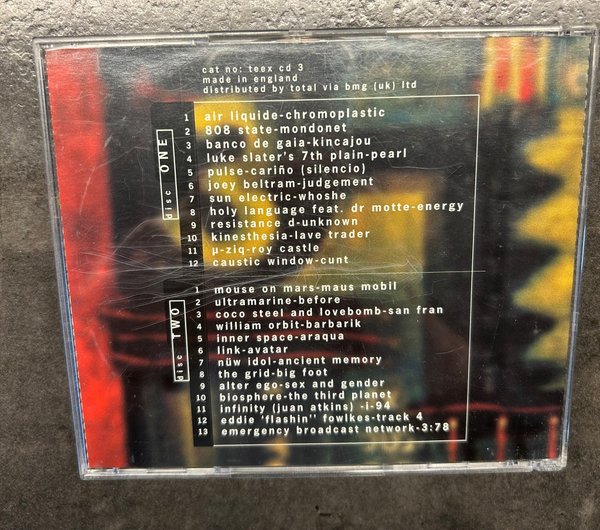 cat no: teex cd 3
made in england
distributed by total via bmg (uk) ltd
disc ONE
1 air liquide-chromoplastic
2 808 state-mondonet
3 banco de gaia-kincajou
4 luke slater's 7th plain-pearl
5 pulse-cariño (silencio)
6 joey beltram-judgement
7 sun electric-whoshe
8 holy language feat. dr motte-energy
9 resistance d-unknown
10 kinesthesia-lave trader
11 µ-ziq-roy castle
12 caustic window-cunt
disc TWO
1 mouse on mars-maus mobil
2 ultramarine-before
3 coco steel and lovebomb-san fran
4 william orbit-barbarik
5 inner space-araqua
6 link-avatar
7 nüw idol-ancient memory
8 the grid-big foot
9 alter ego-sex and gender
10 biosphere-the third planet
11 infinity (juan atkins) -i-94
12 eddie 'flashin'' fowlkes-track 4
13 emergency broadcast network-3:78